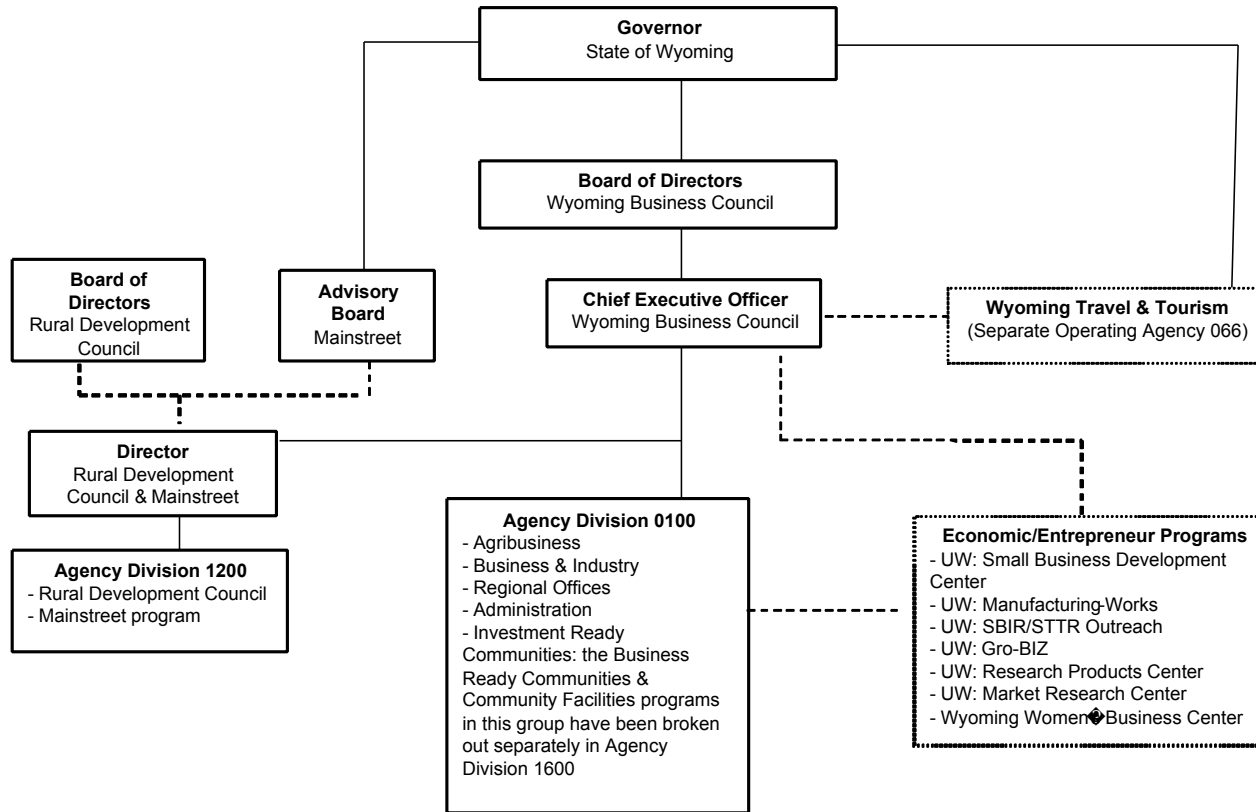 Governor
State of Wyoming
Board of Directors
Wyoming Business Council
Board of
Directors
Rural Development
Council
Advisory
Board
Mainstreet
Chief Executive Officer
Wyoming Business Council
Wyoming Travel & Tourism
(Separate Operating Agency 066)
Director
Rural Development
Council & Mainstreet
Agency Division 1200
- Rural Development Council
- Mainstreet program
Agency Division 0100
- Agribusiness
- Business & Industry
- Regional Offices
- Administration
- Investment Ready
Communities: the Business
Ready Communities &
Community Facilities programs
in this group have been broken
out separately in Agency
Division 1600
Economic/Entrepreneur Programs
- UW: Small Business Development
Center
- UW: Manufacturing-Works
- UW: SBIR/STTR Outreach
- UW: Gro-BIZ
- UW: Research Products Center
- UW: Market Research Center
- Wyoming Women� Business Center